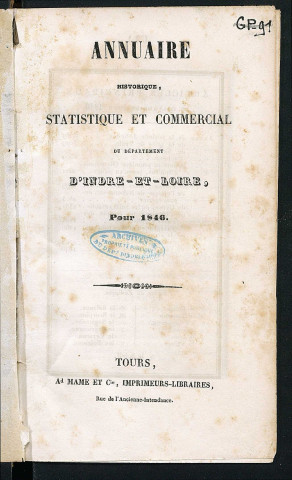 GP91
ANNUAIRE
HISTORIQUE,
STATISTIQUE ET COMMERCIAL
DU DÉPARTEMENT
D'INDRE-ET-LOIRE,
Pour 1846.
ARCHIVES
TOURS,
Ad MAME ET Cie, IMPRIMEURS-LIBRAIRES,
Rue de l'Ancienne-Intendance.